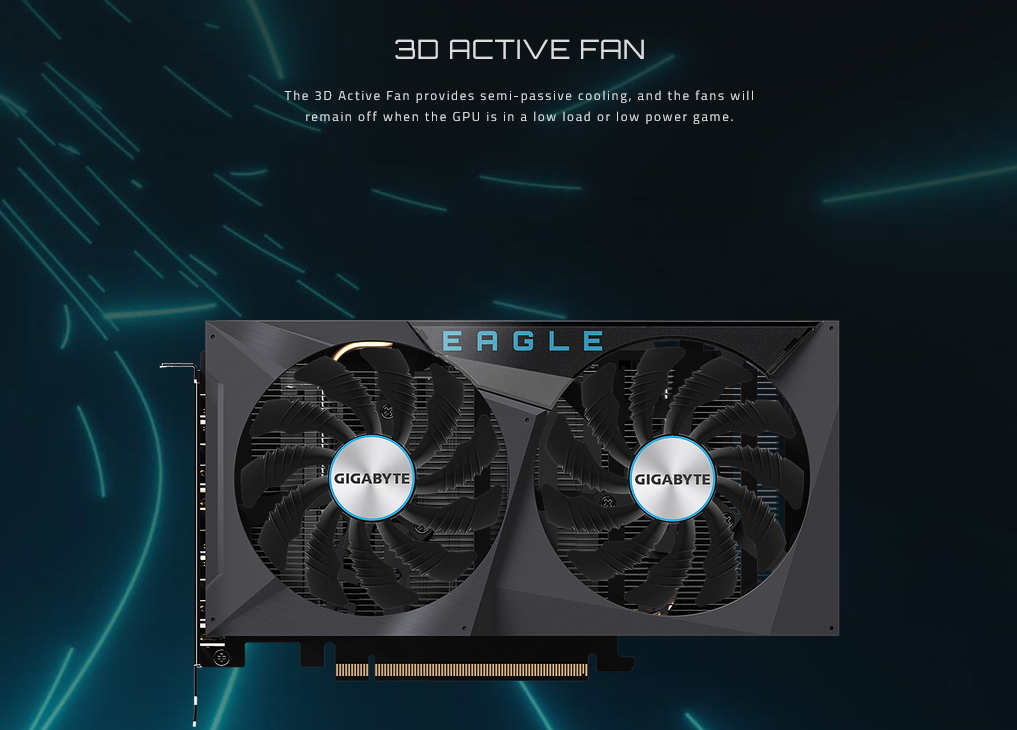 3D ACTIVE FAN
The 3D Active Fan provides semi-passive cooling, and the fans will
remain off when the GPU is in a low load or low power game.
EAGLE
GIGABYTE
GIGABYTE